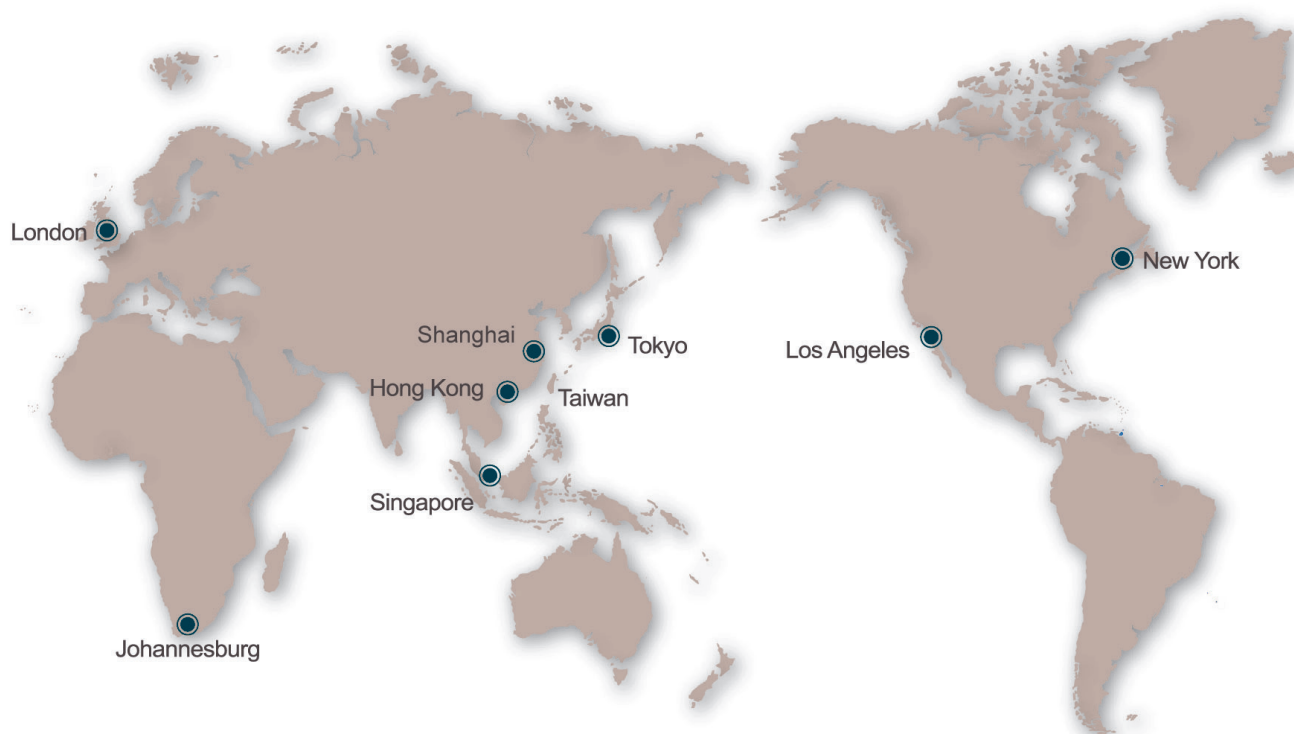 London
New York
Shanghai
Tokyo
Los Angeles
Hong Kong
Taiwan
Singapore
Johannesburg